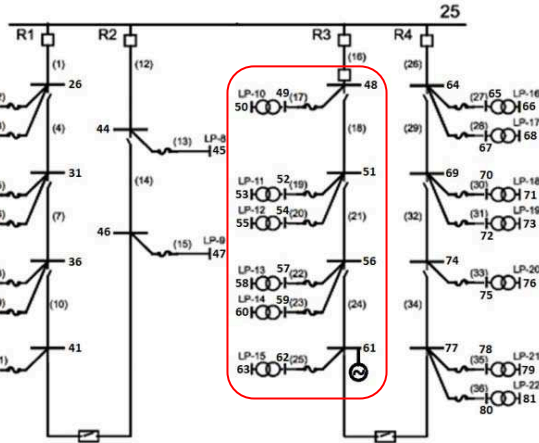 25
R1 R2 R3 R4
(1) (12) (16) (26)
26 LP-10 49 (17) 48 64 (27) 65 LP-16
50 66
(4) 44 (18) (29) (28) LP-17
67 68
(13) LP-8
45
31 LP-11 52 51 69 70 LP-18
53 (19) (30) 71
(14) LP-12 54 (31) LP-19
55 (20) 72 73
(7) (21) (32)
46 (15) LP-9
47
36 LP-13 57 56 74 LP-20
58 (22) (33) 76
75
LP-14 59
60 (23)
(10) (24) (34)
41 61 77 78 LP-21
LP-15 62 (35) 79
63 (25)
(36) LP-22
80 81